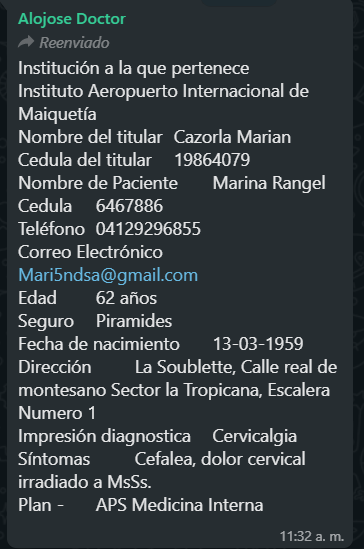 Alojose Doctor
Reenviado
Institución a la que pertenece
Instituto Aeropuerto Internacional de
Maiquetía
Nombre del titular Cazorla Marian
Cedula del titular 19864079
Nombre de Paciente Marina Rangel
Cedula 6467886
Teléfono 04129296855
Correo Electrónico
Mari5ndsa@gmail.com
Edad 62 años
Seguro Piramides
Fecha de nacimiento 13-03-1959
Dirección La Soublette, Calle real de
montesano Sector la Tropicana, Escalera
Numero 1
Impresión diagnostica Cervicalgia
Síntomas Cefalea, dolor cervical
irradiado a MsSs.
Plan - APS Medicina Interna
11:32 a. m.